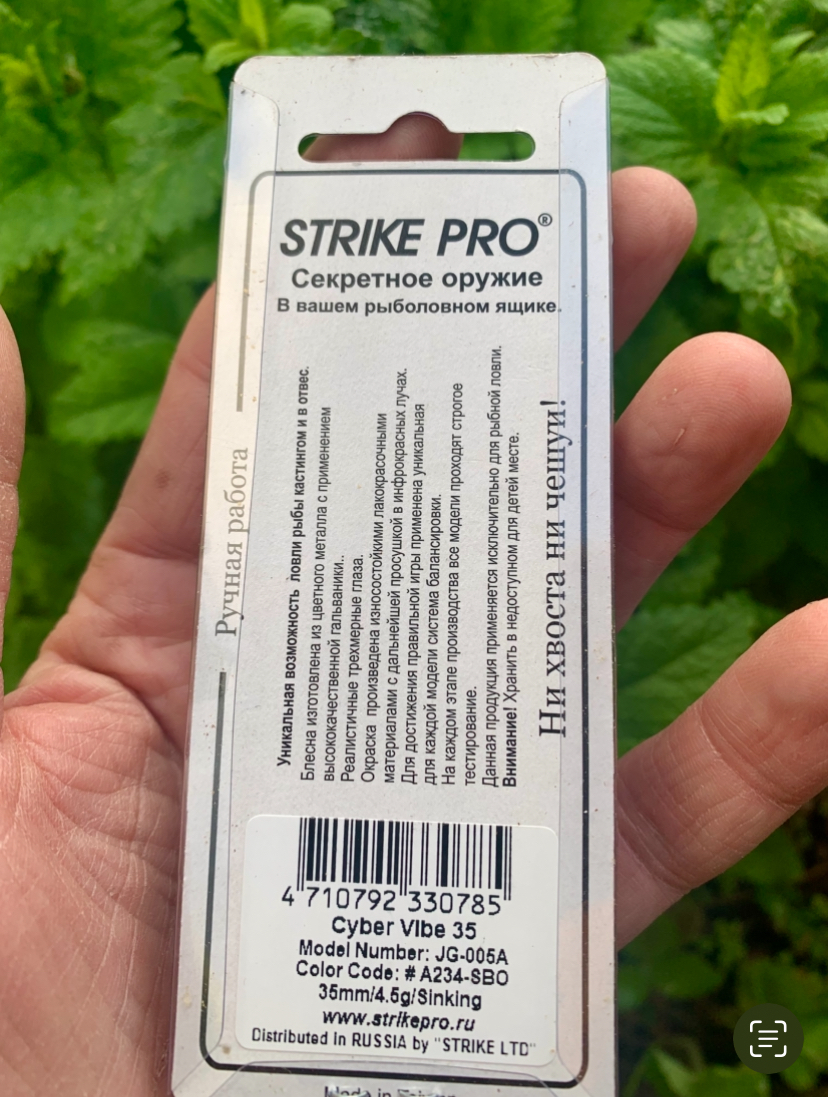 STRIKE PRO®
Секретное оружие
В вашем рыболовном ящике.
Ручная работа
Уникальная возможность ловли рыбы кастингом и в отвес.
Блесна изготовлена из цветного металла с применением
высококачественной гальваники..
Реалистичные трехмерные глаза.
Окраска произведена износостойкими лакокрасочными
материалами с дальнейшей просушкой в инфрокрасных лучах.
Для достижения правильной игры применена уникальная
для каждой модели система балансировки.
На каждом этапе производства все модели проходят строгое
тестирование.
Данная продукция применяется исключительно для рыбной ловли.
Внимание! Хранить в недоступном для детей месте.
Ни хвоста ни чешуи!
4 710792 330785
Cyber VIbe 35
Model Number: JG-005A
Color Code: # A234-SBO
35mm/4.5g/Sinking
www.strikepro.ru
Distributed in RUSSIA by "STRIKE LTD"
Made in